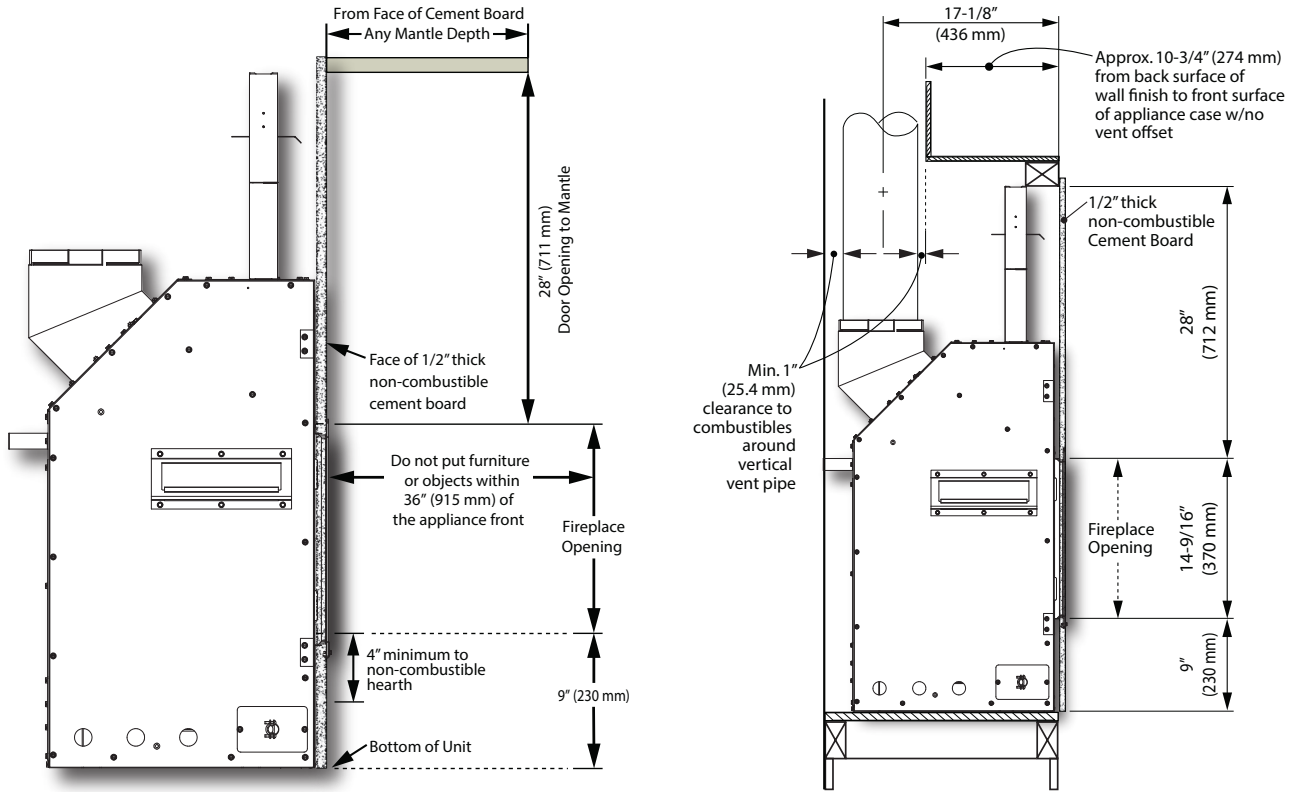 From Face of Cement Board
Any Mantle Depth
28” (711 mm)
Door Opening to Mantle
Face of 1/2” thick
non-combustible
cement board
Do not put furniture
or objects within
36” (915 mm) of
the appliance front
Fireplace
Opening
4” minimum to
non-combustible
hearth
9” (230 mm)
Bottom of Unit
17-1/8”
(436 mm)
Approx. 10-3/4” (274 mm)
from back surface of
wall finish to front surface
of appliance case w/no
vent offset
1/2” thick
non-combustible
Cement Board
28”
(712 mm)
Min. 1”
(25.4 mm)
clearance to
combustibles
around
vertical
vent pipe
Fireplace
Opening
14-9/16”
(370 mm)
9”
(230 mm)